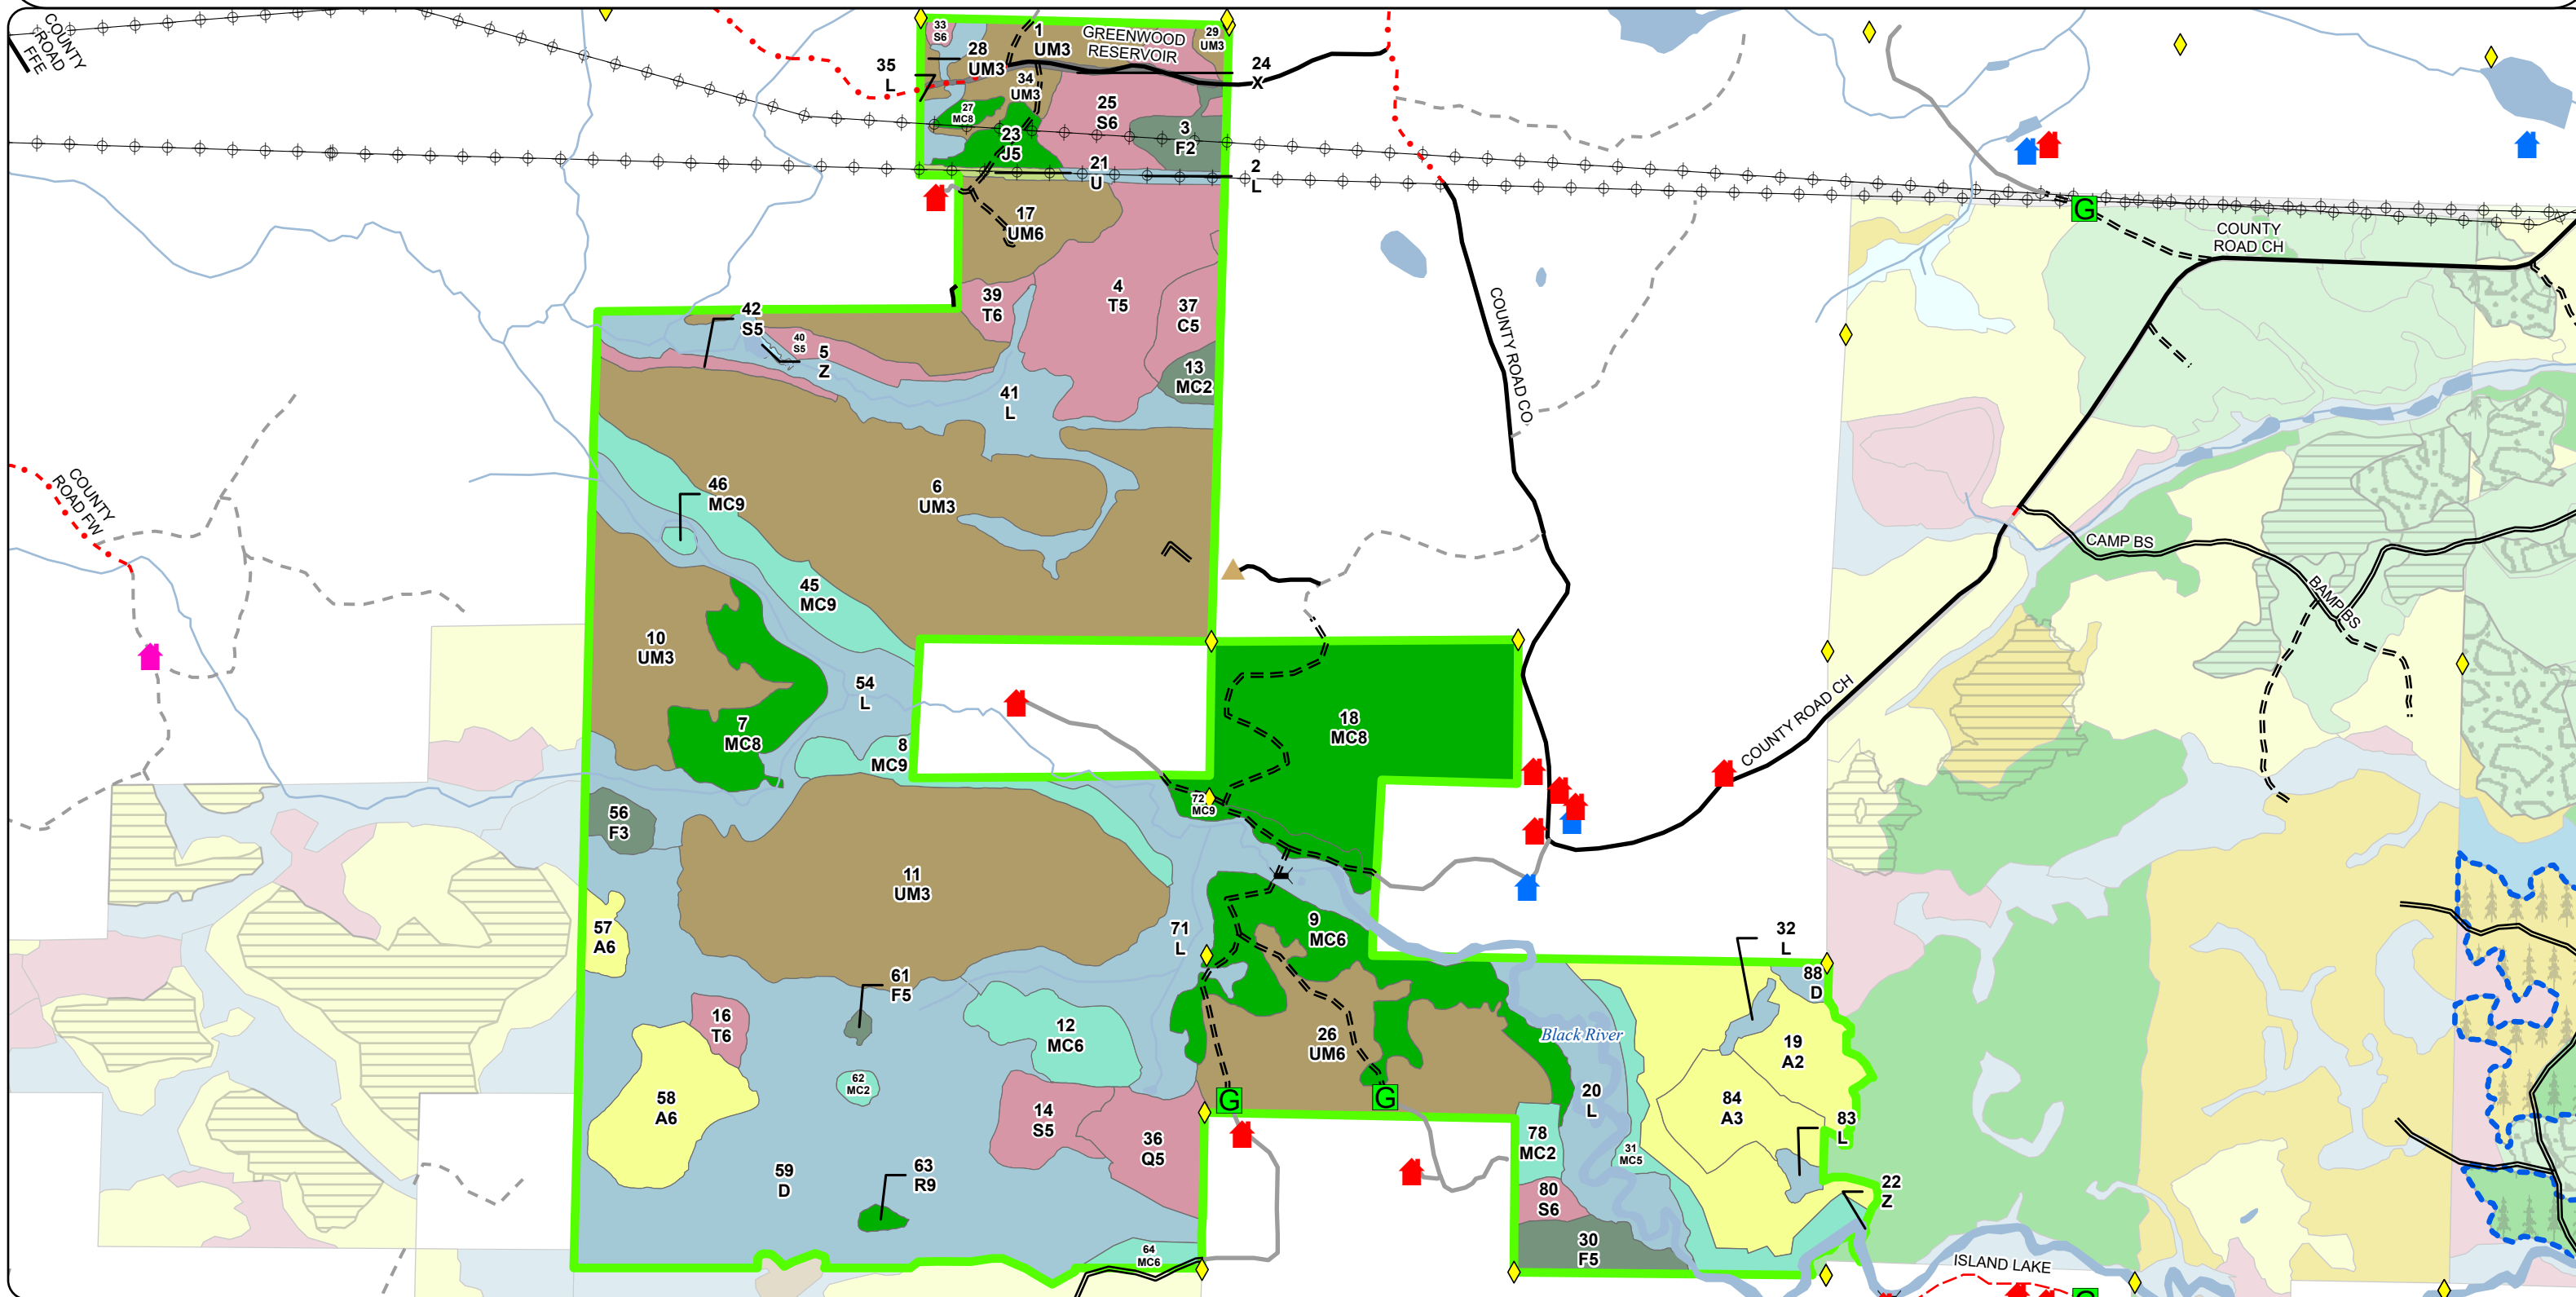 COUNTY
ROAD
FFE
33
S6
28
UM3
1
UM3
GREENWOOD
RESERVOIR
29
UM3
35
L
34
UM3
24
X
27
MC8
25
S6
23
J5
3
F2
21
U
2
L
17
UM6
COUNTY
ROAD CH
39
T6
4
T5
37
C5
42
S5
40
S5
5
Z
13
MC2
41
L
COUNTY ROAD CO
COUNTY
ROAD FW
46
MC9
6
UM3
CAMP BS
BAMP BS
45
MC9
10
UM3
54
L
7
MC8
8
MC9
18
MC8
COUNTY ROAD CH
72
MC9
56
F3
11
UM3
57
A6
71
L
9
MC6
32
L
88
D
61
F5
16
T6
12
MC6
26
UM6
Black River
19
A2
62
MC2
58
A6
14
S5
36
Q5
G
G
G
20
L
84
A3
83
L
78
MC2
31
MC5
59
D
63
R9
80
S6
22
Z
64
MC6
30
F5
ISLAND LAKE